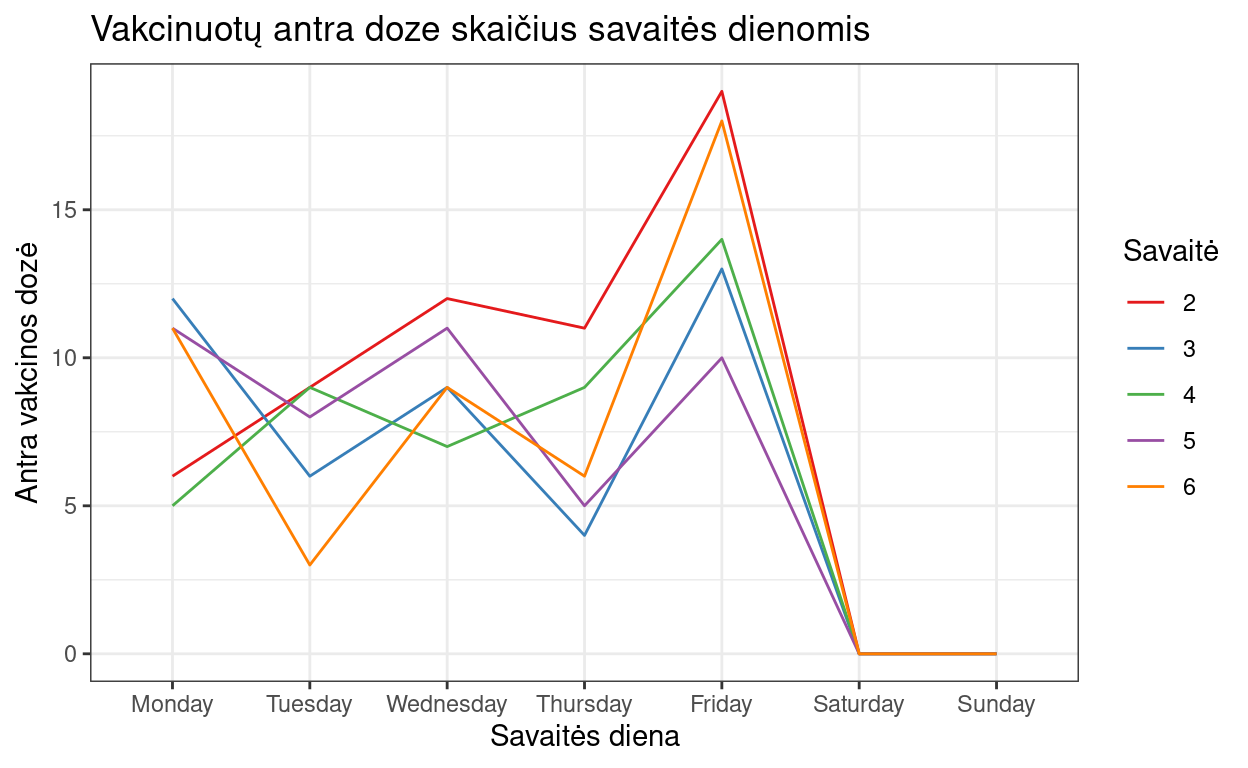 Vakcinuotų antra doze skaičius savaitės dienomis
Antra vakcinos dozė
15
10
5
0
Monday
Tuesday
Wednesday
Thursday
Friday
Saturday
Sunday
Savaitės diena
Savaitė
2
3
4
5
6